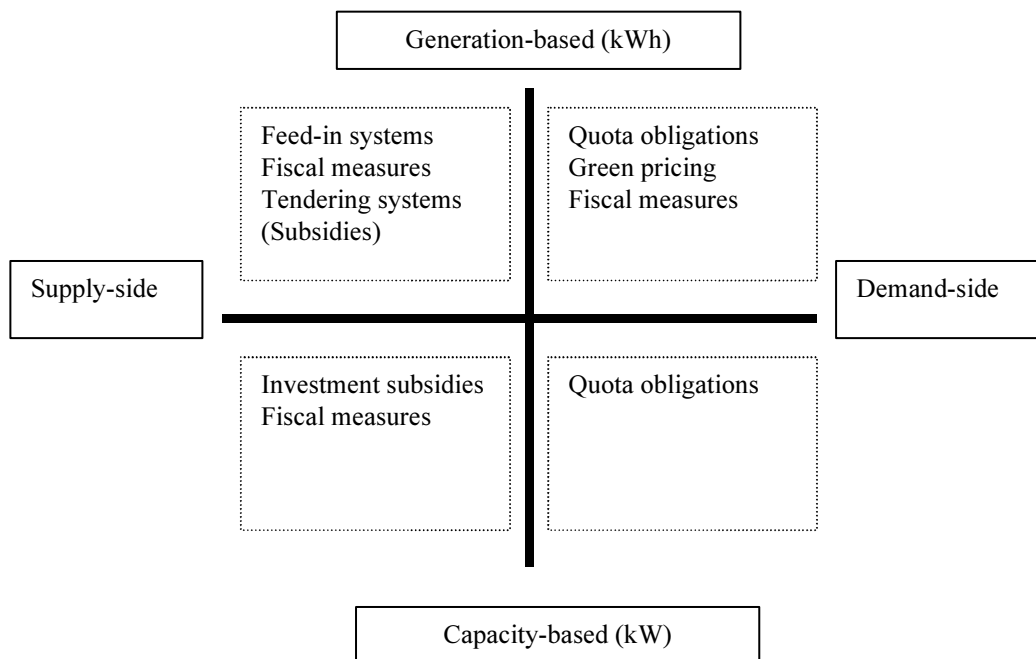 Generation-based (kWh)
Feed-in systems
Fiscal measures
Tendering systems
(Subsidies)
Quota obligations
Green pricing
Fiscal measures
Supply-side
Demand-side
Investment subsidies
Fiscal measures
Quota obligations
Capacity-based (kW)